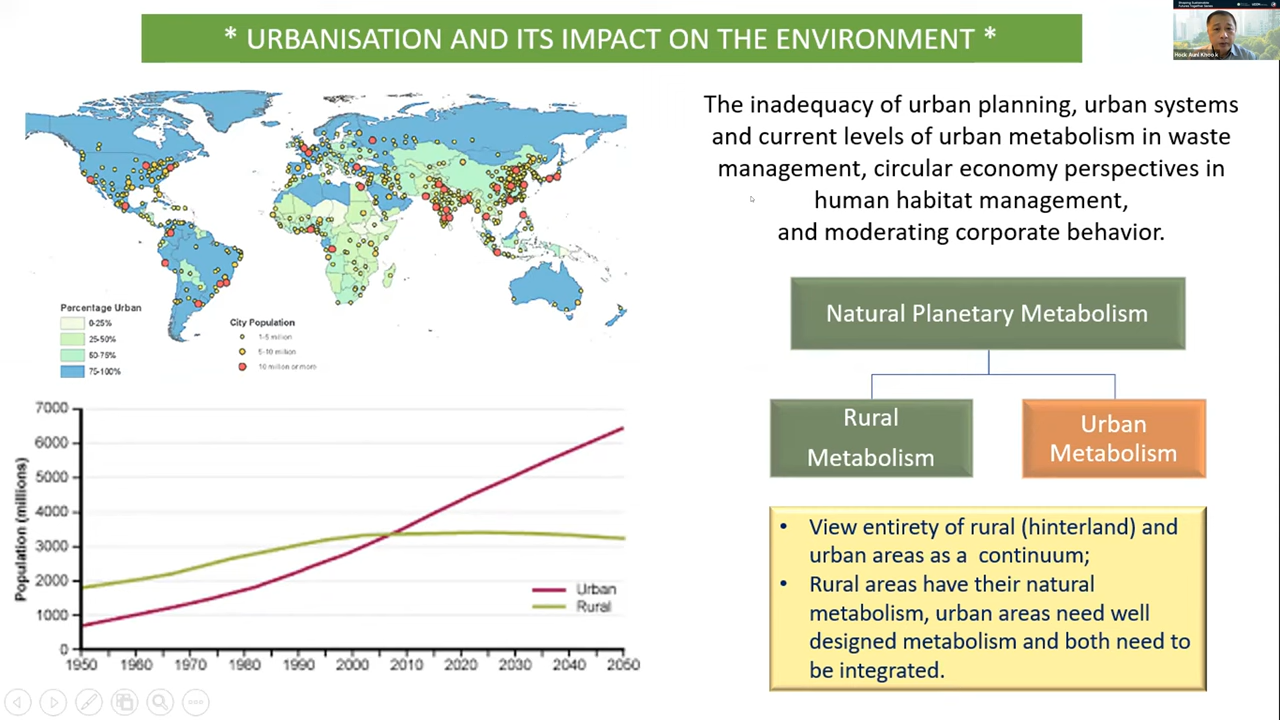 * URBANISATION AND ITS IMPACT ON THE ENVIRONMENT *
The inadequacy of urban planning, urban systems
and current levels of urban metabolism in waste
management, circular economy perspectives in
human habitat management,
and moderating corporate behavior.
Percentage Urban
0-25%
25-50%
50-75%
75-100%
City Population
1-5 million
5-10 million
10 million or more
Natural Planetary Metabolism
Rural
Metabolism
Urban
Metabolism
Population (millions)
7000
6000
5000
4000
3000
2000
1000
0
1950 1960 1970 1980 1990 2000 2010 2020 2030 2040 2050
Urban
Rural
• View entirety of rural (hinterland) and
urban areas as a continuum;
• Rural areas have their natural
metabolism, urban areas need well
designed metabolism and both need to
be integrated.